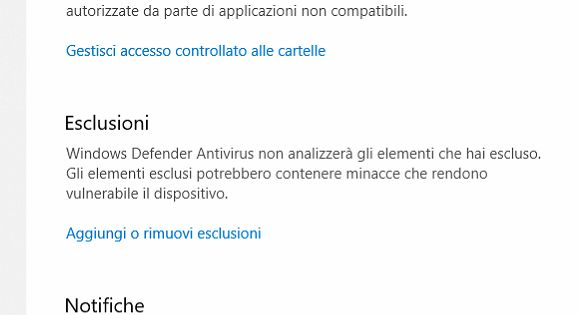 autorizzate da parte di applicazioni non compatibili.
Gestisci accesso controllato alle cartelle
Esclusioni
Windows Defender Antivirus non analizzerà gli elementi che hai escluso.
Gli elementi esclusi potrebbero contenere minacce che rendono
vulnerabile il dispositivo.
Aggiungi o rimuovi esclusioni
Notifiche